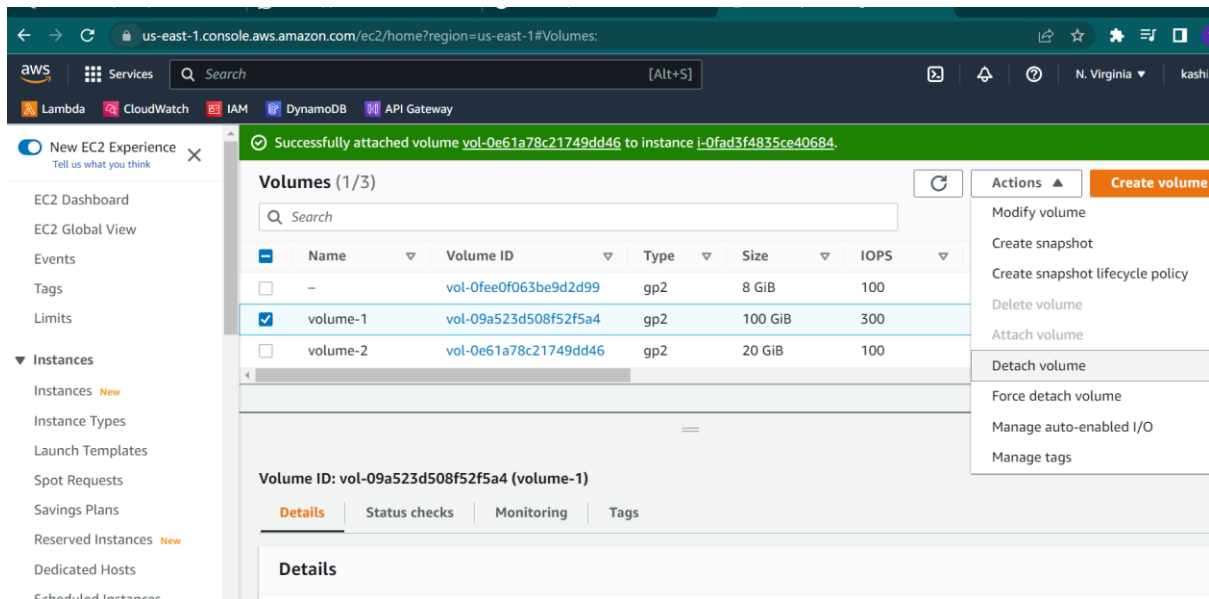 us-east-1.console.aws.amazon.com/ec2/home?region=us-east-1#Volumes:
aws Services Search [Alt+S] N. Virginia kashi
Lambda CloudWatch IAM DynamoDB API Gateway
New EC2 Experience
Tell us what you think
EC2 Dashboard
EC2 Global View
Events
Tags
Limits
Instances
Instances New
Instance Types
Launch Templates
Spot Requests
Savings Plans
Reserved Instances New
Dedicated Hosts
Scheduled Instances
Successfully attached volume vol-0e61a78c21749dd46 to instance i-0fad3f4835ce40684.
Volumes (1/3)
Actions Create volume
Search
Name Volume ID Type Size IOPS
– vol-0fee0f063be9d2d99 gp2 8 GiB 100
volume-1 vol-09a523d508f52f5a4 gp2 100 GiB 300
volume-2 vol-0e61a78c21749dd46 gp2 20 GiB 100
Modify volume
Create snapshot
Create snapshot lifecycle policy
Delete volume
Attach volume
Detach volume
Force detach volume
Manage auto-enabled I/O
Manage tags
Volume ID: vol-09a523d508f52f5a4 (volume-1)
Details Status checks Monitoring Tags
Details